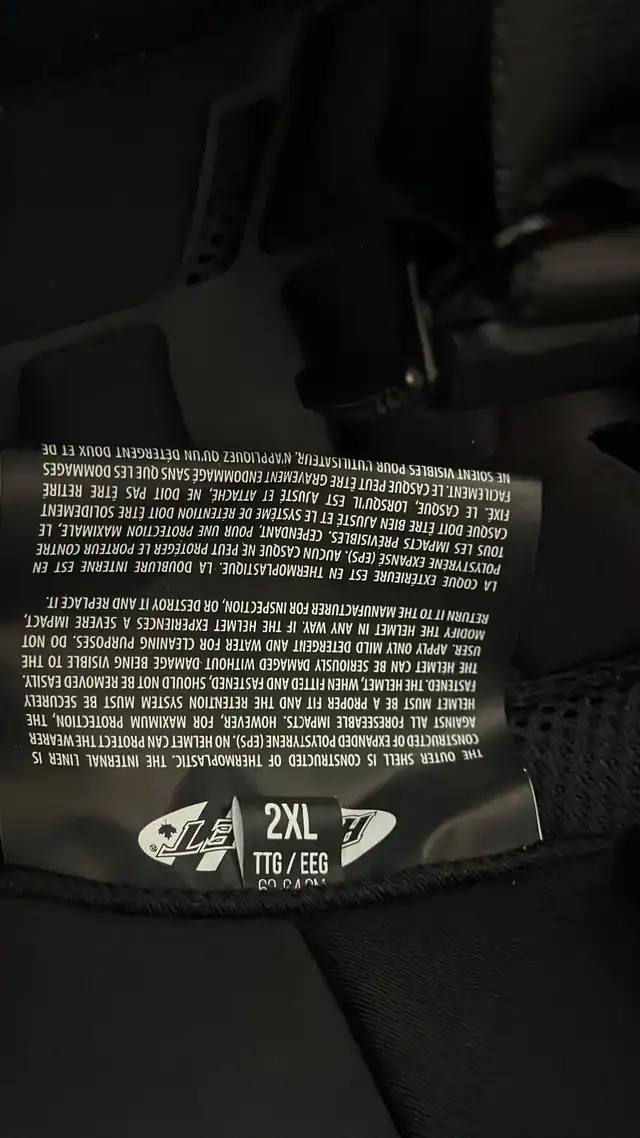 2XL
TTG / EEG
THE OUTER SHELL IS CONSTRUCTED OF THERMOPLASTIC. THE INTERNAL LINER IS
CONSTRUCTED OF EXPANDED POLYSTYRENE (EPS). NO HELMET CAN PROTECT THE WEARER
AGAINST ALL FORESEEABLE IMPACTS. HOWEVER, FOR MAXIMUM PROTECTION, THE
HELMET MUST BE A PROPER FIT AND THE RETENTION SYSTEM MUST BE SECURELY
FASTENED. THE HELMET, WHEN FITTED AND FASTENED, SHOULD NOT BE REMOVED EASILY.
THE HELMET CAN BE SERIOUSLY DAMAGED WITHOUT DAMAGE BEING VISIBLE TO THE
USER. APPLY ONLY MILD DETERGENT AND WATER FOR CLEANING PURPOSES. DO NOT
MODIFY THE HELMET IN ANY WAY. IF THE HELMET EXPERIENCES A SEVERE IMPACT,
RETURN IT TO THE MANUFACTURER FOR INSPECTION, OR DESTROY IT AND REPLACE IT.
LA COQUE EXTÉRIEURE EST EN THERMOPLASTIQUE. LA DOUBLURE INTERNE EST EN
POLYSTYRÈNE EXPANSÉ (EPS). AUCUN CASQUE NE PEUT PROTÉGER LE PORTEUR CONTRE
TOUS LES IMPACTS PRÉVISIBLES. CEPENDANT, POUR UNE PROTECTION MAXIMALE, LE
CASQUE DOIT ÊTRE BIEN AJUSTÉ ET LE SYSTÈME DE RÉTENTION DOIT ÊTRE SOLIDEMENT
FIXÉ. LE CASQUE, LORSQU'IL EST AJUSTÉ ET ATTACHÉ, NE DOIT PAS ÊTRE RETIRÉ
FACILEMENT. LE CASQUE PEUT ÊTRE GRAVEMENT ENDOMMAGÉ SANS QUE LES DOMMAGES
NE SOIENT VISIBLES POUR L'UTILISATEUR. N'APPLIQUEZ QU'UN DÉTERGENT DOUX ET DE